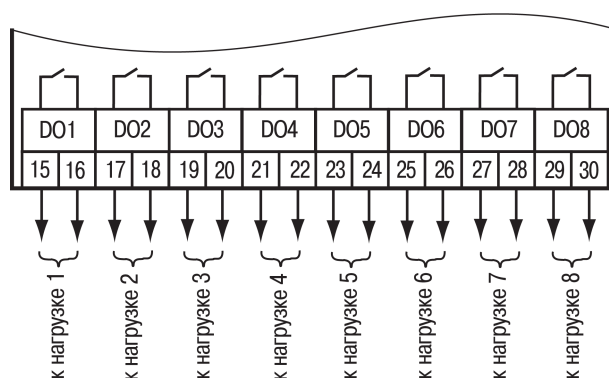 DO1 DO2 DO3 DO4 DO5 DO6 DO7 DO8
15 16 17 18 19 20 21 22 23 24 25 26 27 28 29 30
к нагрузке 1
к нагрузке 2
к нагрузке 3
к нагрузке 4
к нагрузке 5
к нагрузке 6
к нагрузке 7
к нагрузке 8